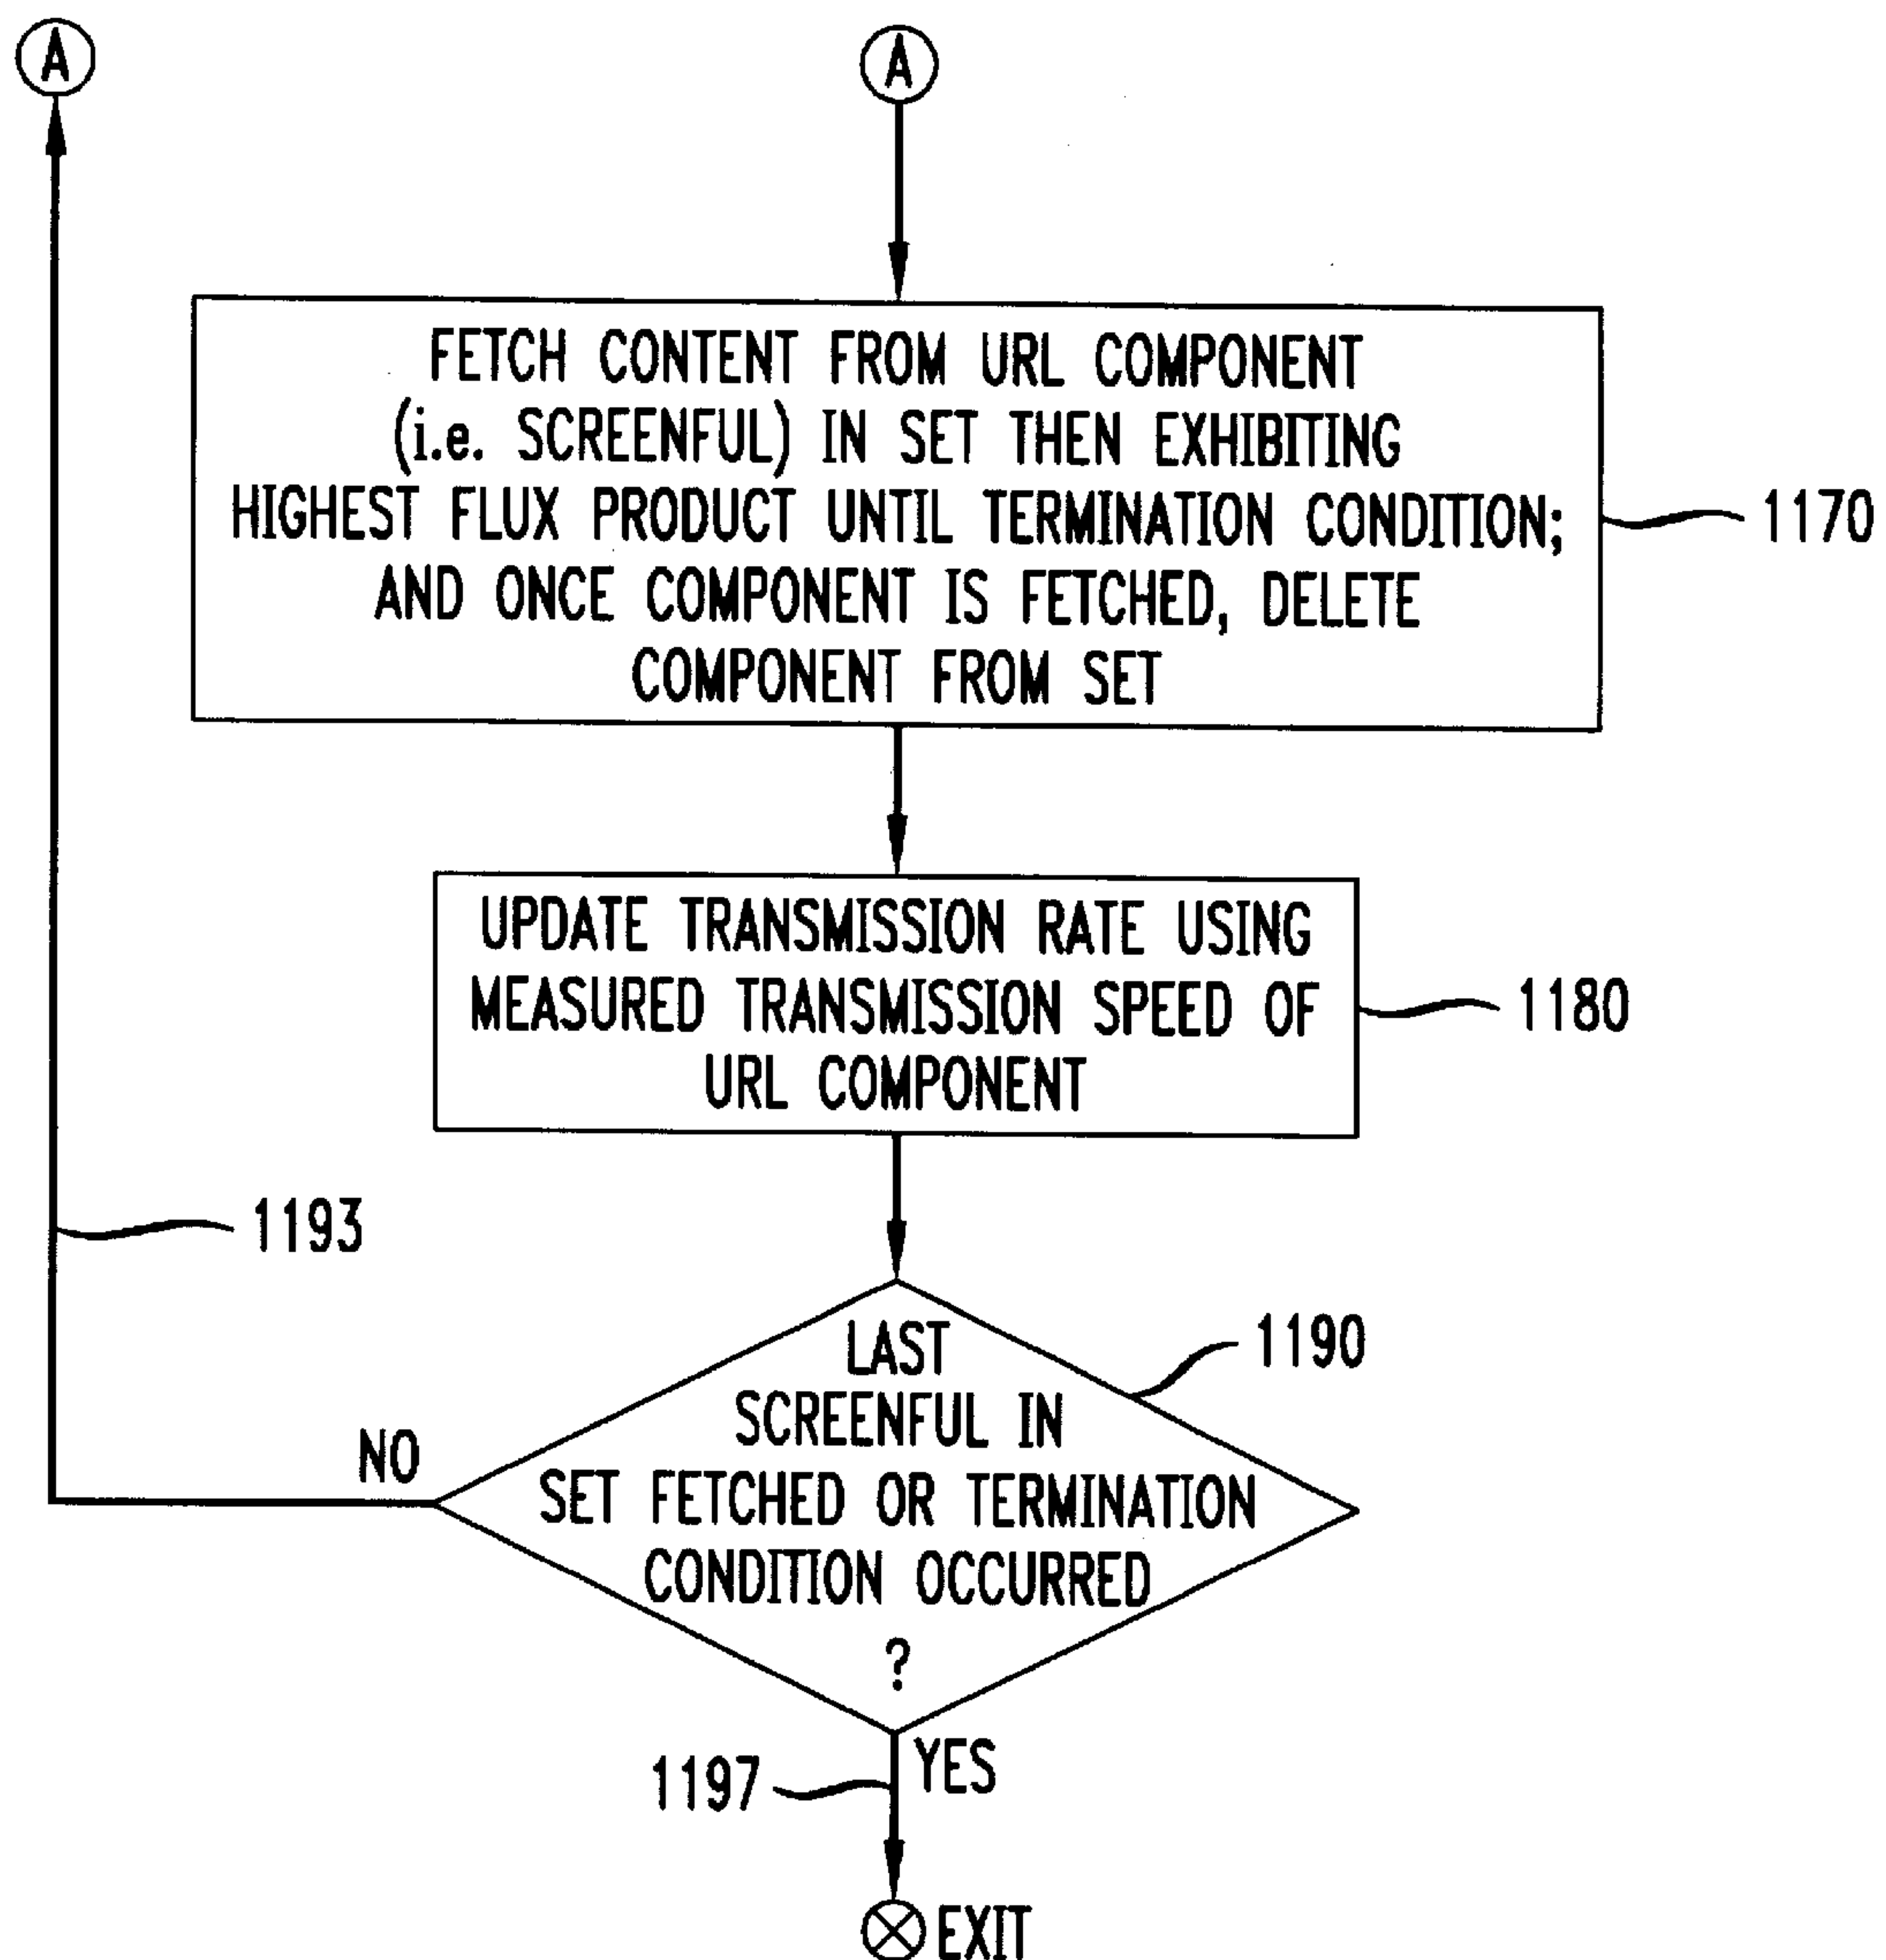 A
A
FETCH CONTENT FROM URL COMPONENT
(i.e. SCREENFUL) IN SET THEN EXHIBITING
HIGHEST FLUX PRODUCT UNTIL TERMINATION CONDITION;
AND ONCE COMPONENT IS FETCHED, DELETE
COMPONENT FROM SET
1170
UPDATE TRANSMISSION RATE USING
MEASURED TRANSMISSION SPEED OF
URL COMPONENT
1180
1193
LAST
SCREENFUL IN
SET FETCHED OR TERMINATION
CONDITION OCCURRED
?
1190
NO
1197
YES
EXIT